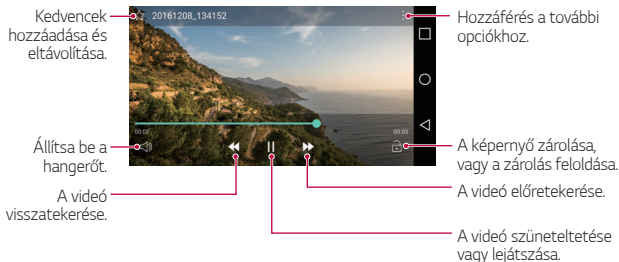 Kedvencek
hozzáadása és
eltávolítása.
20161208_134152
Hozzáférés a további
opciókhoz.
00:02
00:03
Állítsa be a
hangerőt.
A képernyő zárolása,
vagy a zárolás feloldása.
A videó
visszatekerése.
A videó előretekerése.
A videó szüneteltetése
vagy lejátszása.